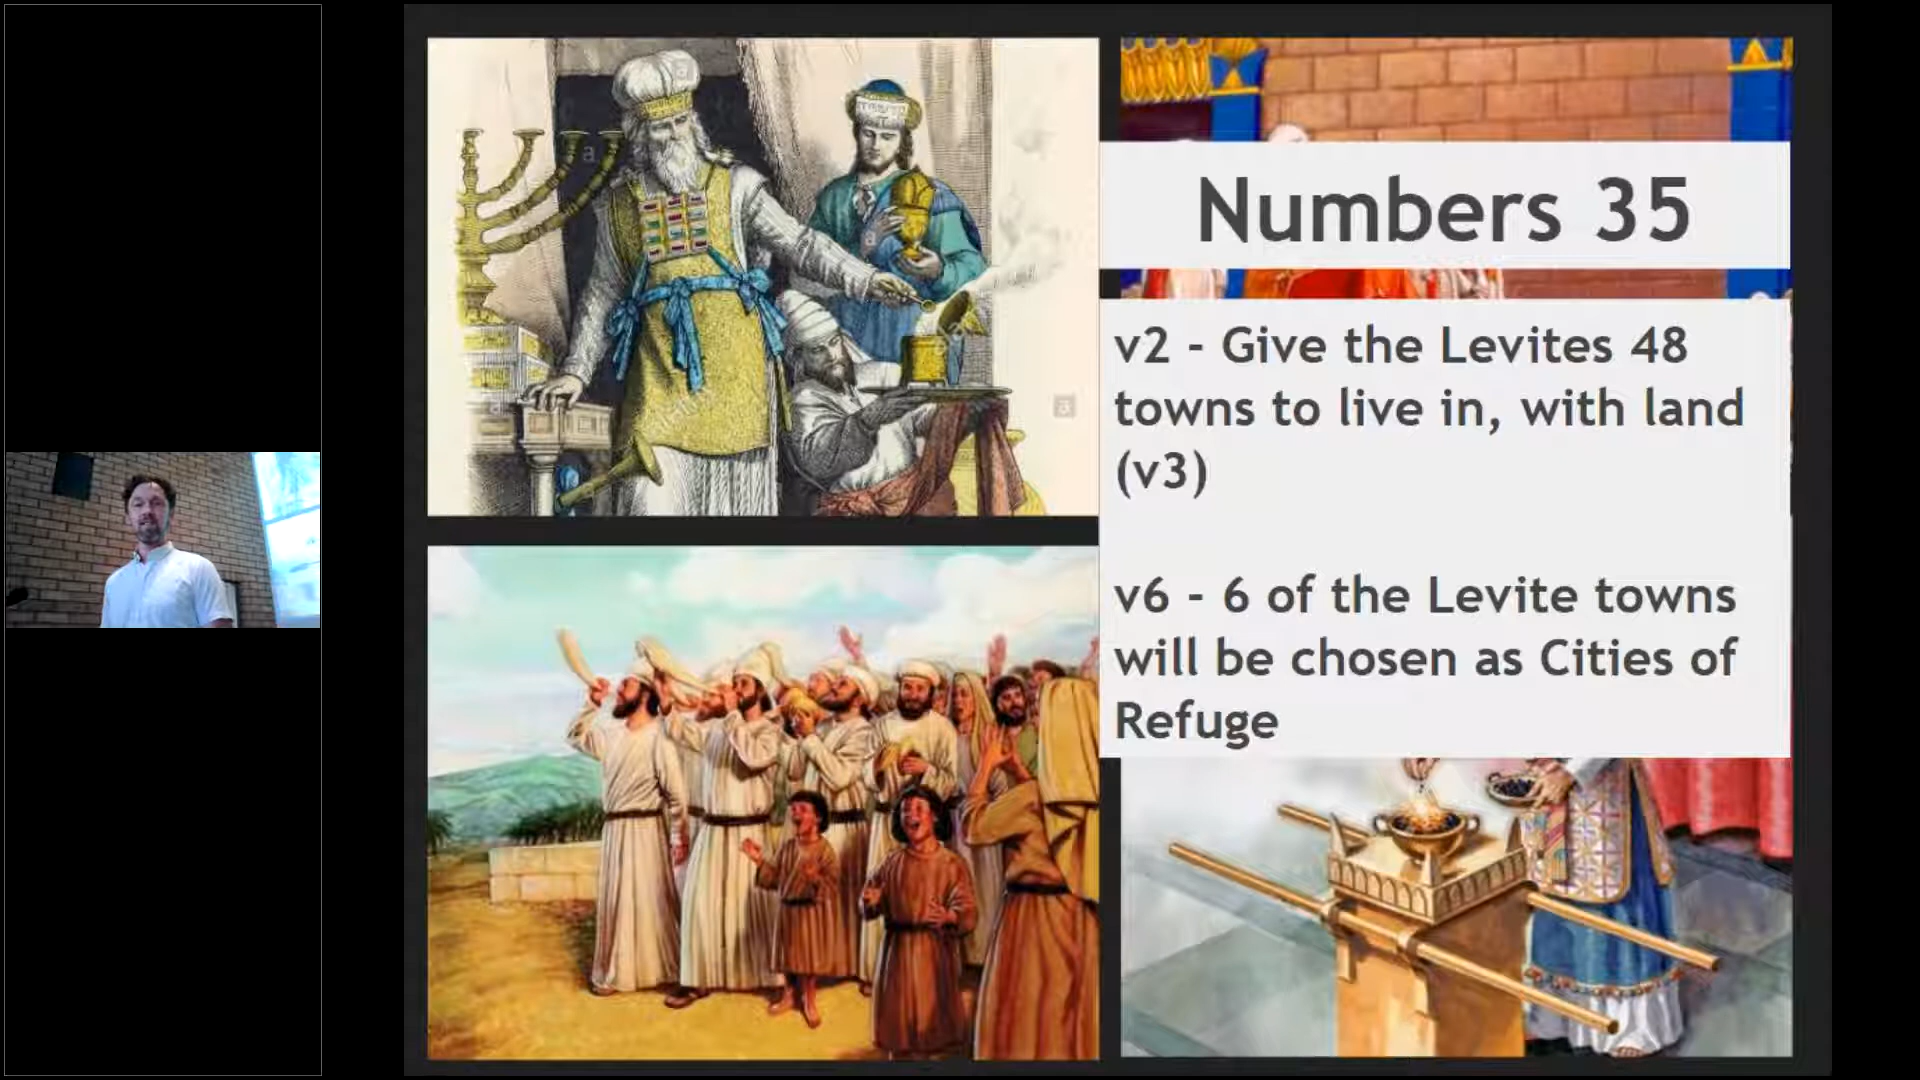 Numbers 35
v2 - Give the Levites 48
towns to live in, with land
(v3)
v6 - 6 of the Levite towns
will be chosen as Cities of
Refuge